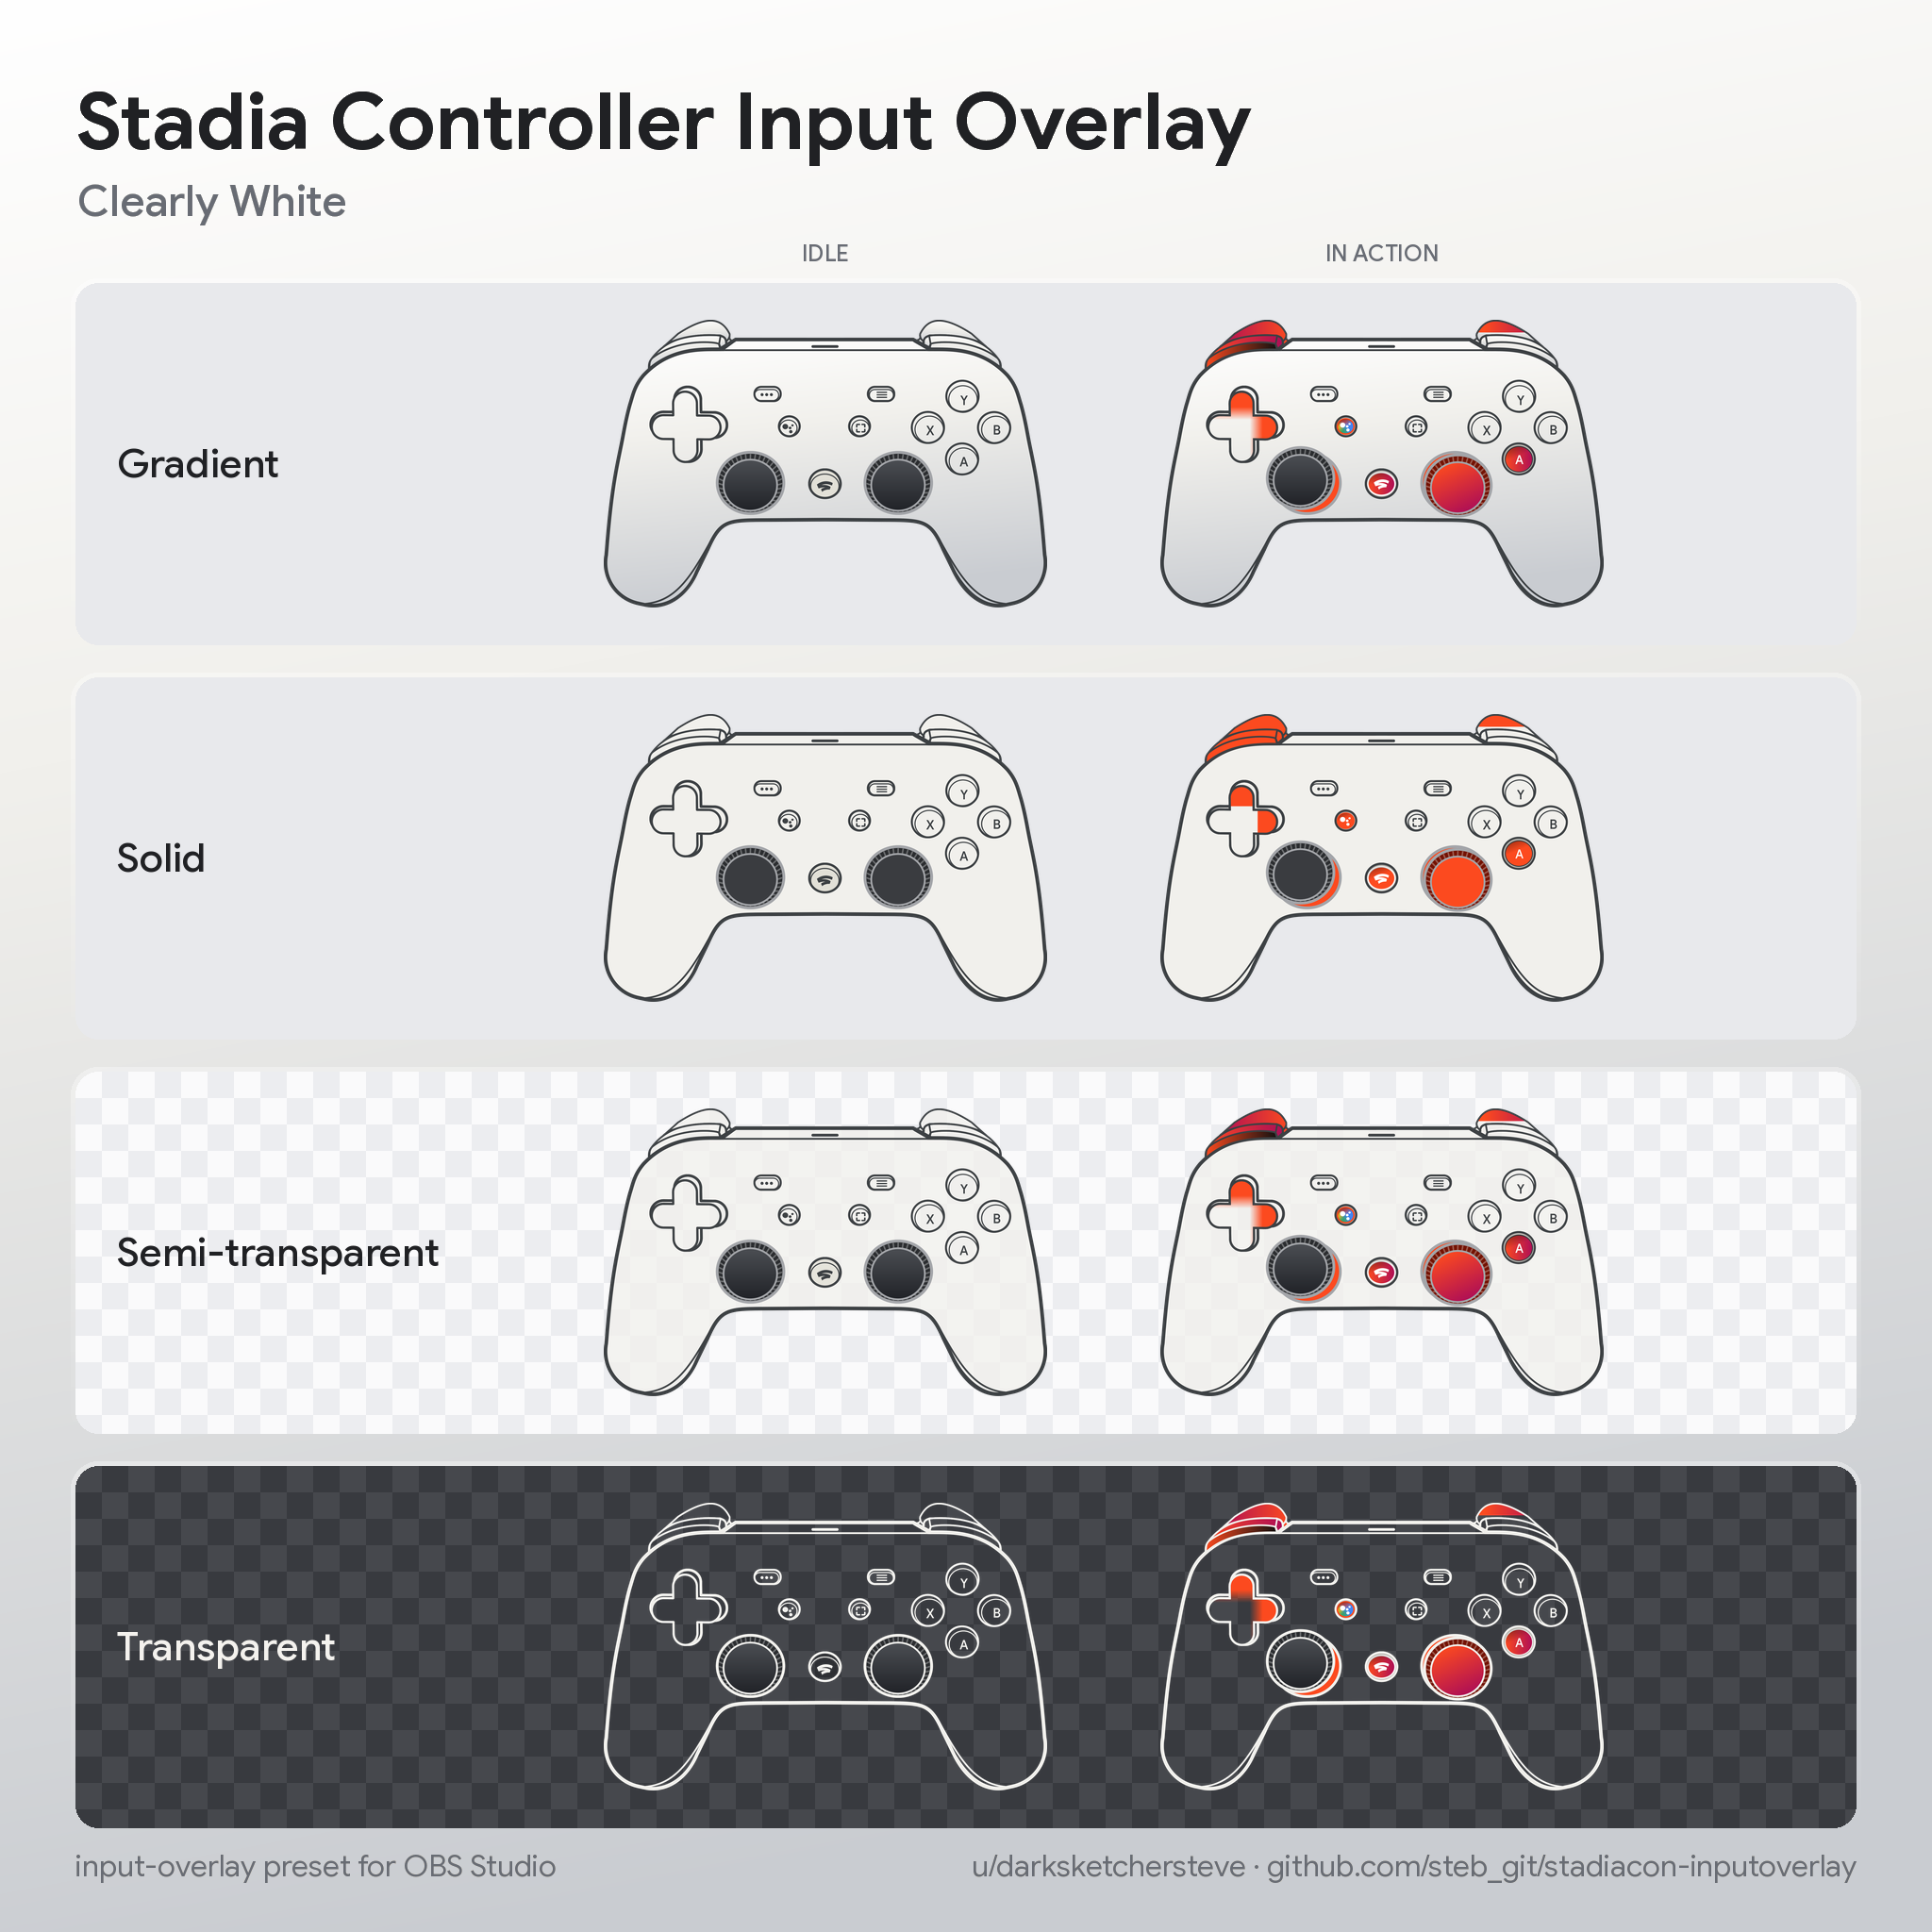 Stadia Controller Input Overlay
Clearly White
IDLE IN ACTION
Gradient
Y
X B
A
Y
X B
A
Solid
Y
X B
A
Y
X B
A
Semi-transparent
Y
X B
A
Y
X B
A
Transparent
Y
X B
A
Y
X B
A
input-overlay preset for OBS Studio
u/darksketchersteve · github.com/steb_git/stadiacon-inputoverlay